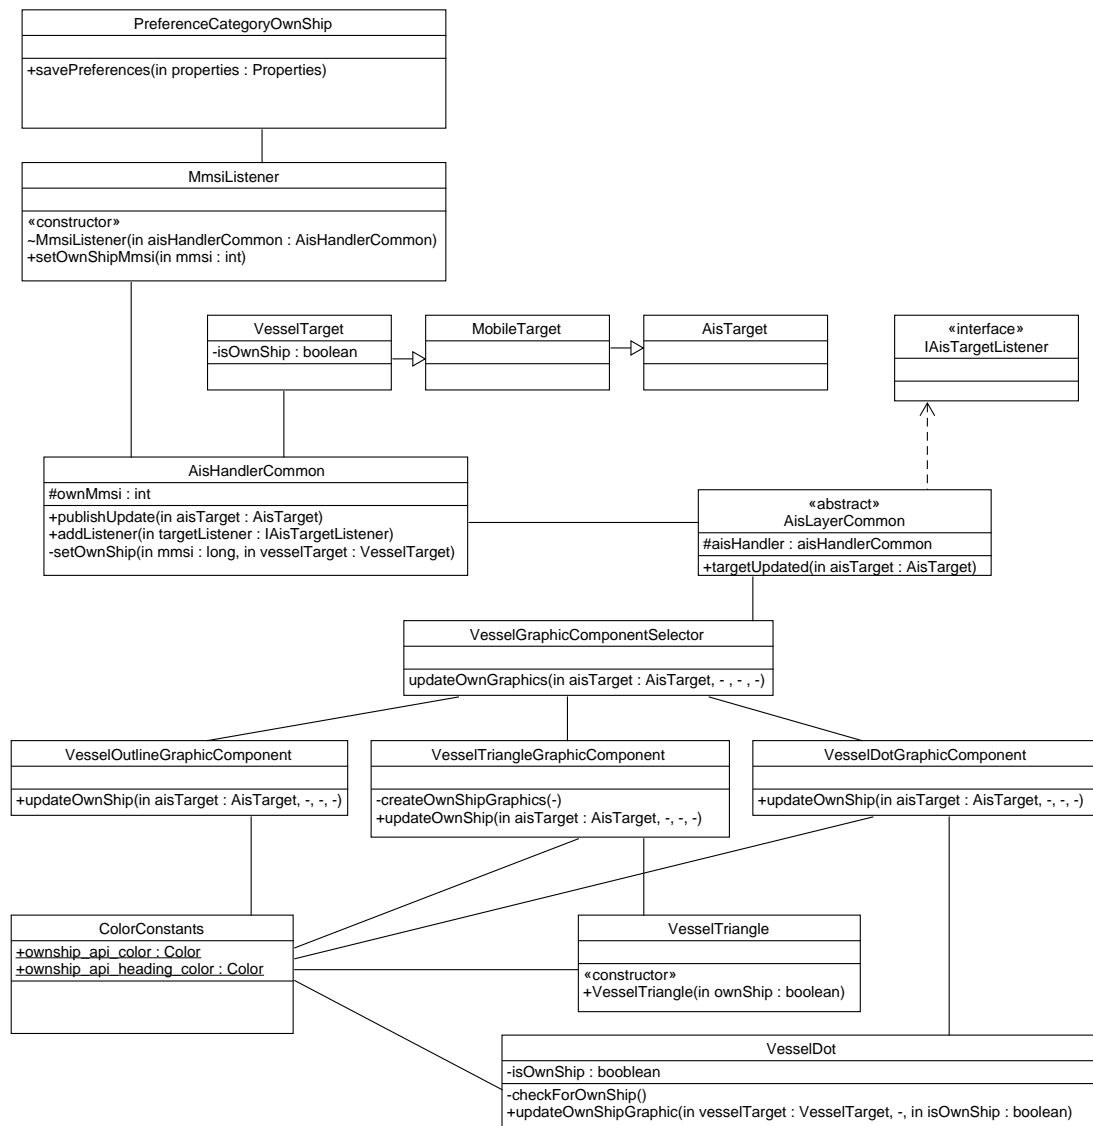 PreferenceCategoryOwnShip
+savePreferences(in properties : Properties)
MmsiListener
«constructor»
~MmsiListener(in aisHandlerCommon : AisHandlerCommon)
+setOwnShipMmsi(in mmsi : int)
VesselTarget
-isOwnShip : boolean
MobileTarget
AisTarget
«interface»
IAisTargetListener
AisHandlerCommon
#ownMmsi : int
+publishUpdate(in aisTarget : AisTarget)
+addListener(in targetListener : IAisTargetListener)
-setOwnShip(in mmsi : long, in vesselTarget : VesselTarget)
«abstract»
AisLayerCommon
#aisHandler : aisHandlerCommon
+targetUpdated(in aisTarget : AisTarget)
VesselGraphicComponentSelector
updateOwnGraphics(in aisTarget : AisTarget, - , - , -)
VesselOutlineGraphicComponent
+updateOwnShip(in aisTarget : AisTarget, -, -, -)
VesselTriangleGraphicComponent
-createOwnShipGraphics(-)
+updateOwnShip(in aisTarget : AisTarget, -, -, -)
VesselDotGraphicComponent
+updateOwnShip(in aisTarget : AisTarget, -, -, -)
ColorConstants
+ownship_api_color : Color
+ownship_api_heading_color : Color
VesselTriangle
«constructor»
+VesselTriangle(in ownShip : boolean)
VesselDot
-isOwnShip : booblean
-checkForOwnShip()
+updateOwnShipGraphic(in vesselTarget : VesselTarget, -, in isOwnShip : boolean)